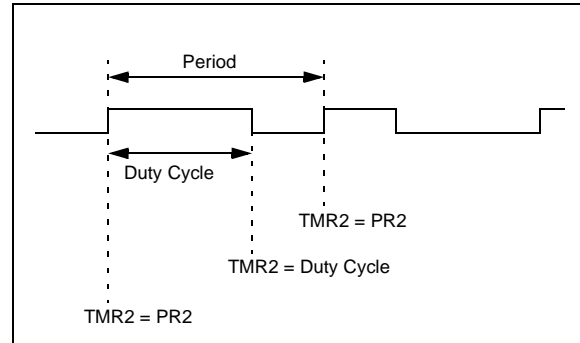 Period
Duty Cycle
TMR2 = PR2
TMR2 = Duty Cycle
TMR2 = PR2